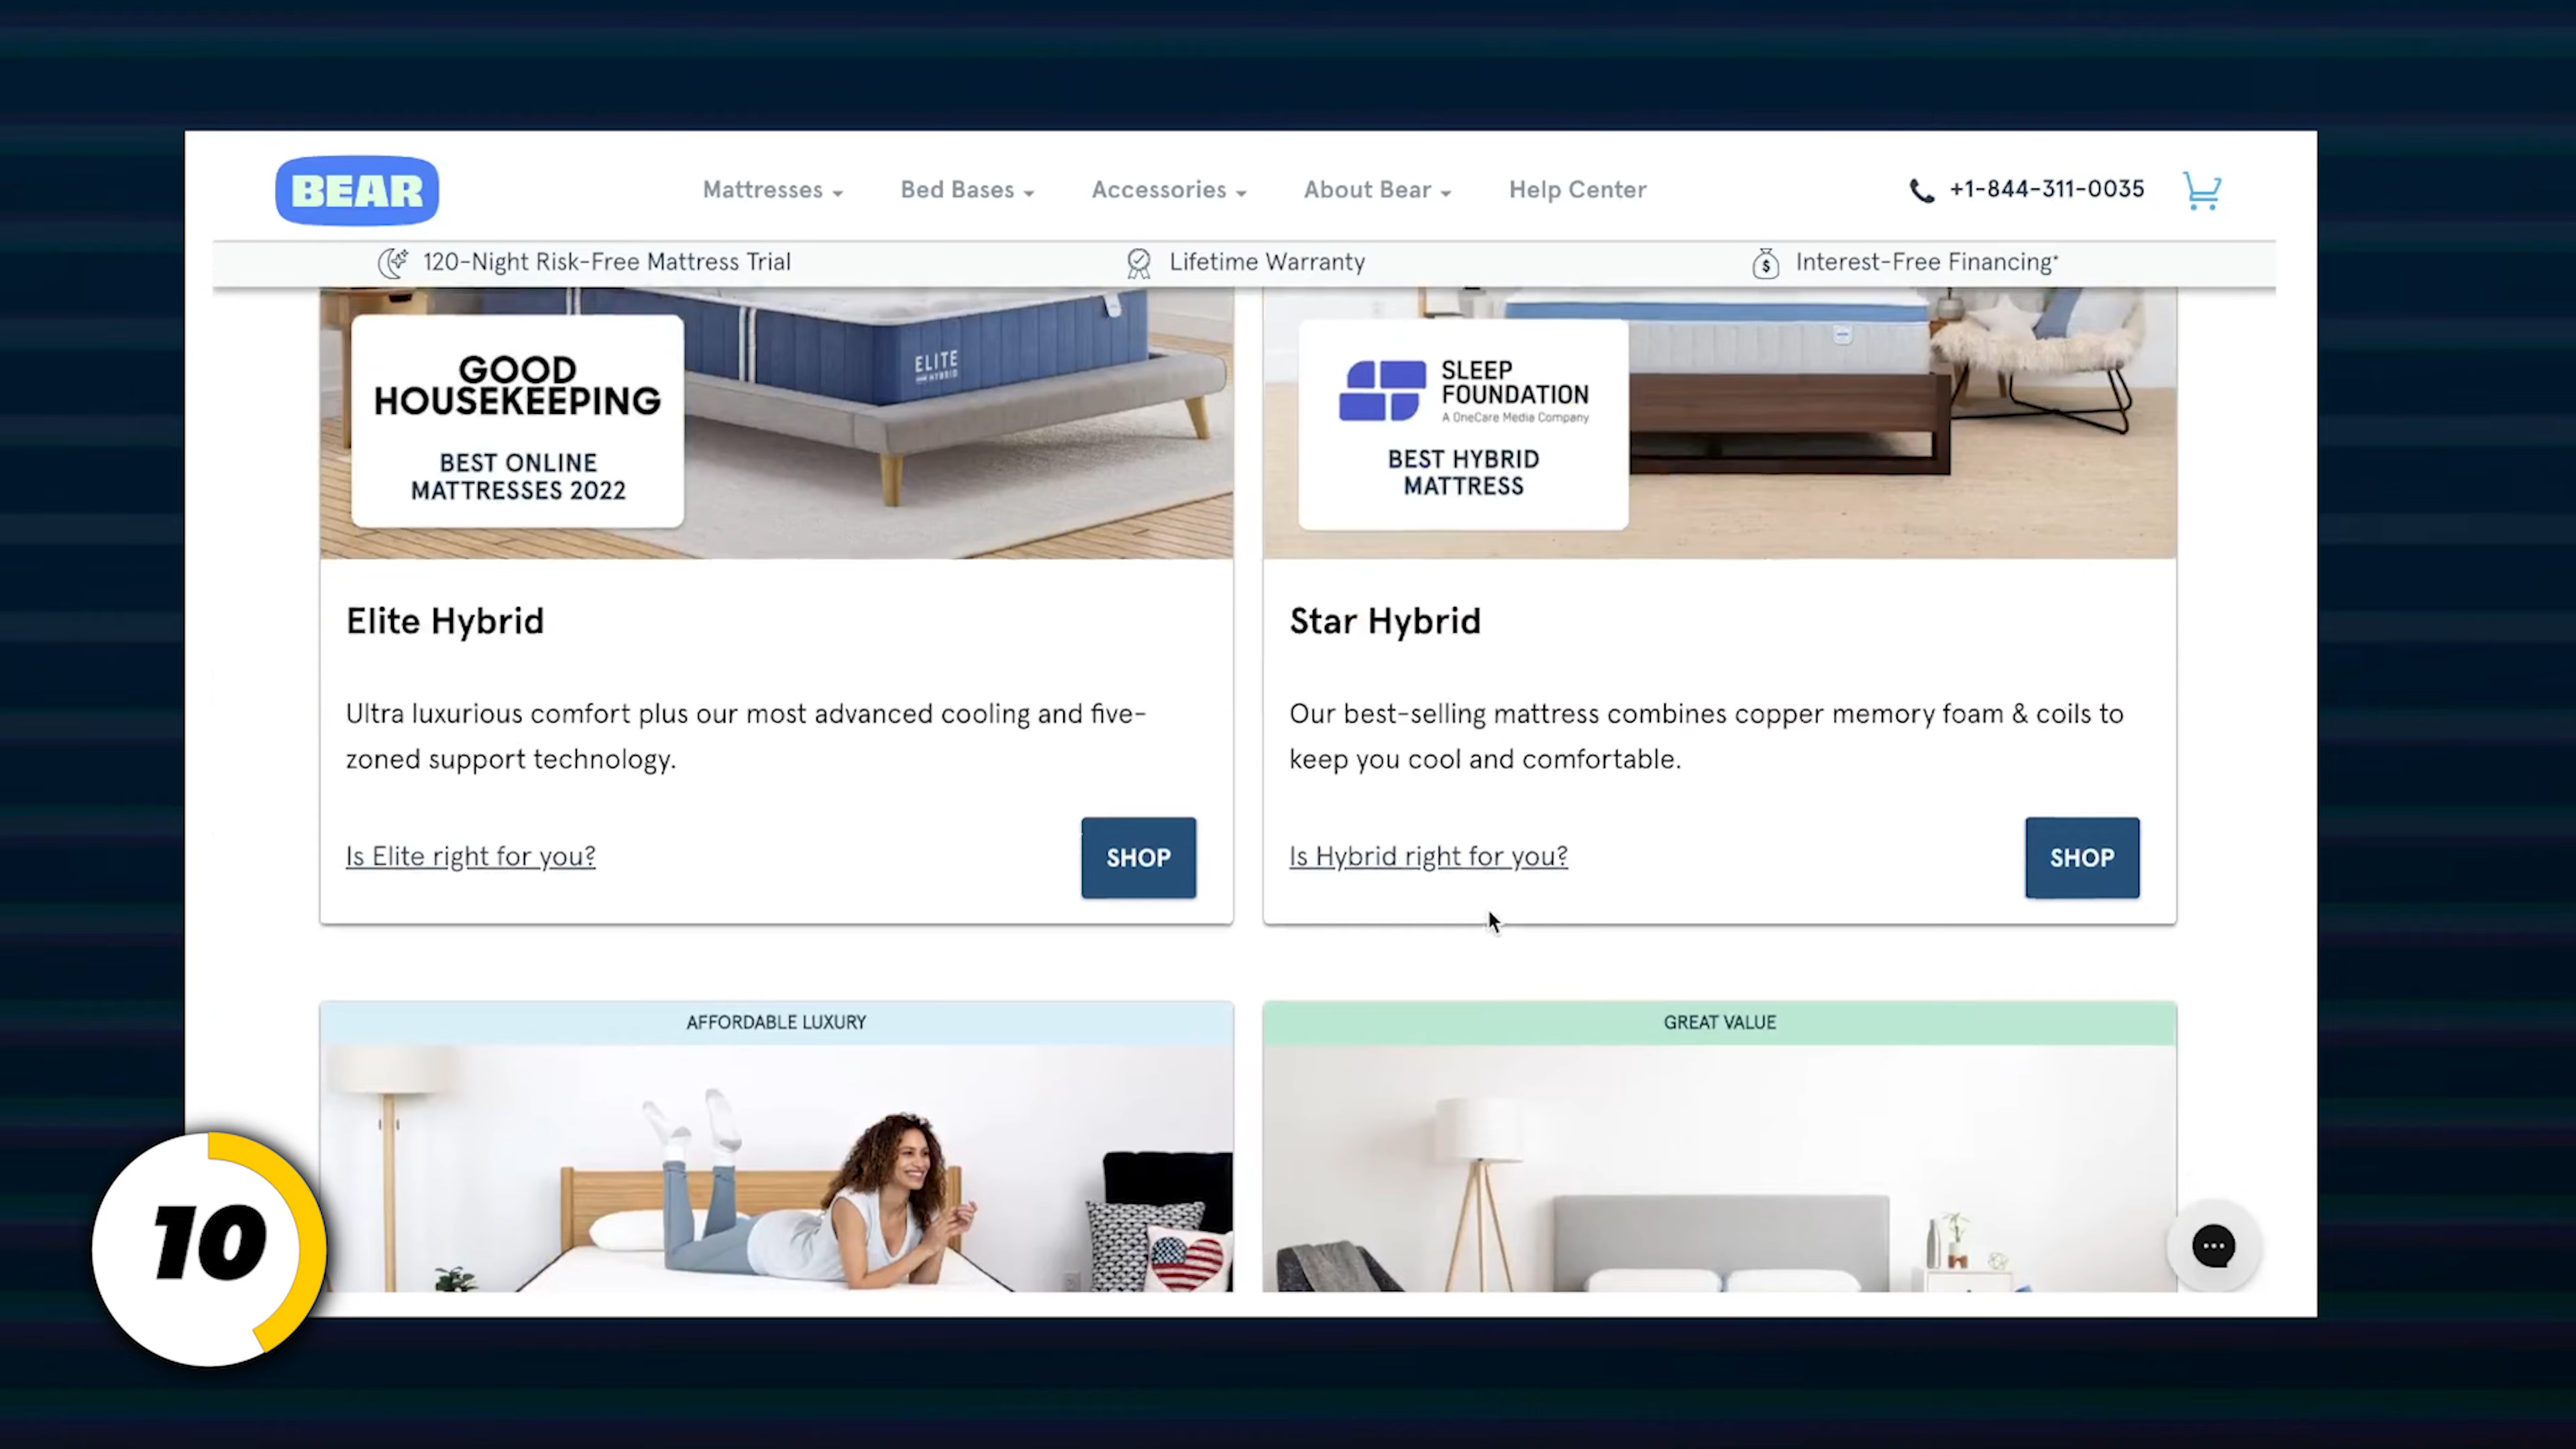 BEAR
Mattresses
Bed Bases
Accessories
About Bear
Help Center
+1-844-311-0035
120-Night Risk-Free Mattress Trial
Lifetime Warranty
Interest-Free Financing*
GOOD
HOUSEKEEPING
BEST ONLINE
MATTRESSES 2022
ELITE
HYBRID
SLEEP
FOUNDATION
A OneCare Media Company
BEST HYBRID
MATTRESS
Elite Hybrid
Ultra luxurious comfort plus our most advanced cooling and five-
zoned support technology.
Is Elite right for you?
SHOP
Star Hybrid
Our best-selling mattress combines copper memory foam & coils to
keep you cool and comfortable.
Is Hybrid right for you?
SHOP
AFFORDABLE LUXURY
GREAT VALUE
10